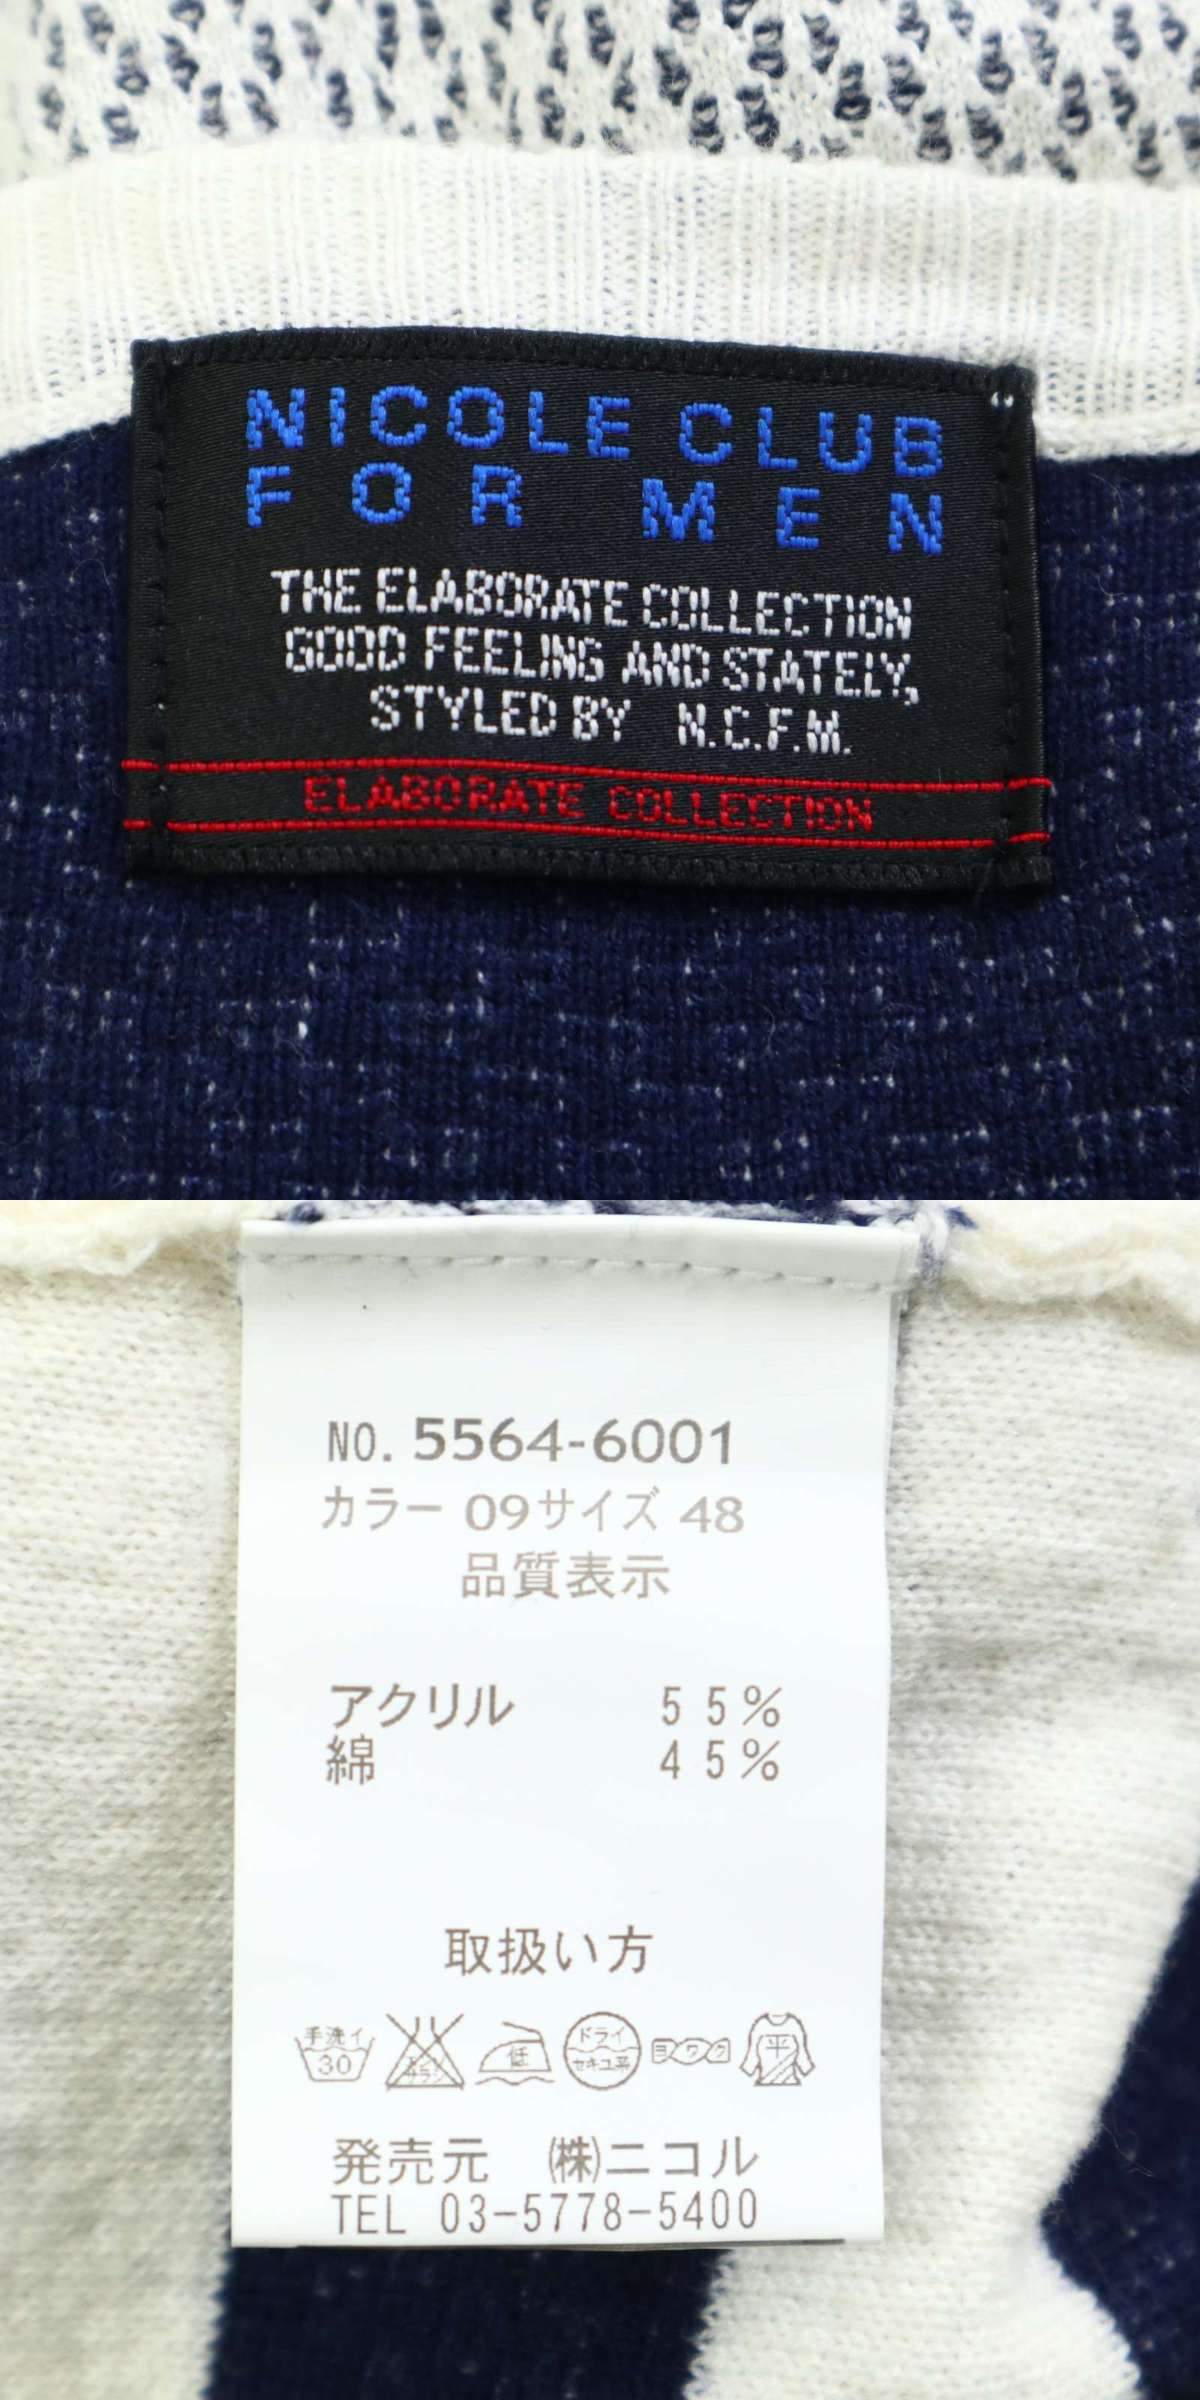 NICOLE CLUB
FOR MEN
THE ELABORATE COLLECTION
GOOD FEELING AND STATELY,
STYLED BY N.C.F.M.
ELABORATE COLLECTION
NO. 5564-6001
カラー 09サイズ 48
品質表示
アクリル 55%
綿 45%
取扱い方
手洗イ
30
低
ドライ
セキユ系
ヨワク
平
発売元 ㈱ニコル
TEL 03-5778-5400